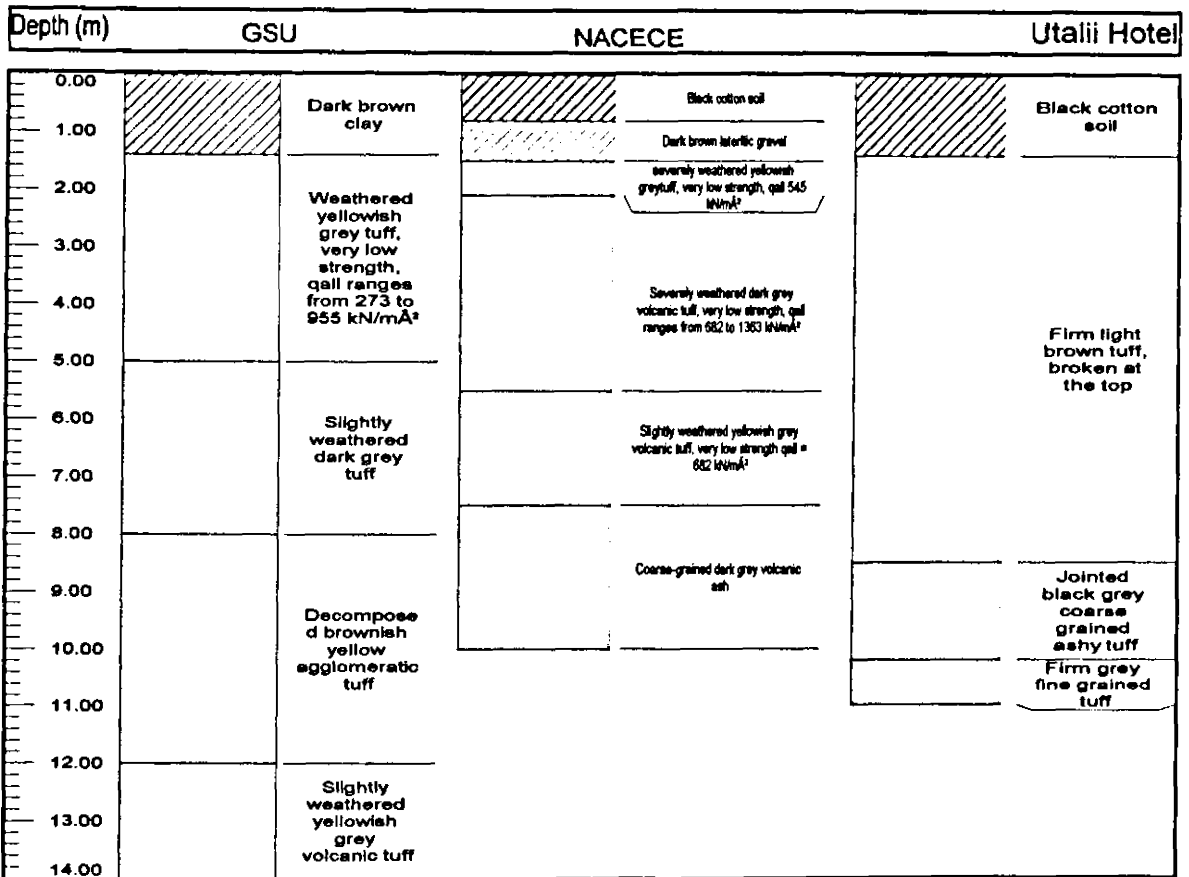 Depth (m) GSU NACECE Utalii Hotel
0.00
1.00
2.00
3.00
4.00
5.00
6.00
7.00
8.00
9.00
10.00
11.00
12.00
13.00
14.00
Dark brown
clay
Weathered
yellowish
grey tuff,
very low
strength,
qall ranges
from 273 to
955 kN/mÂ²
Slightly
weathered
dark grey
tuff
Decompose
d brownish
yellow
agglomeratic
tuff
Slightly
weathered
yellowish
grey
volcanic tuff
Black cotton soil
Dark brown lateritic gravel
severely weathered yellowish
greytuff, very low strength, qall 545
kN/mÂ²
Severely weathered dark grey
volcanic tuff, very low strength, qall
ranges from 682 to 1363 kN/mÂ²
Slightly weathered yellowish grey
volcanic tuff, very low strength qall =
682 kN/mÂ²
Coarse-grained dark grey volcanic
ash
Black cotton
soil
Firm light
brown tuff,
broken at
the top
Jointed
black grey
coarse
grained
ashy tuff
Firm grey
fine grained
tuff